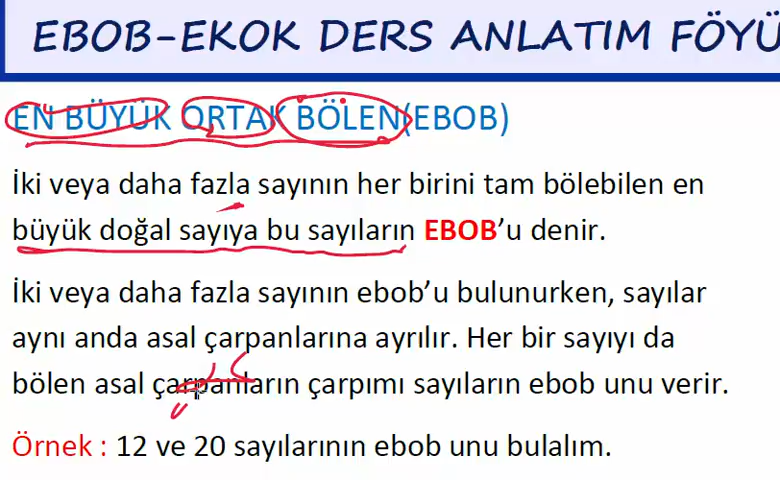 EBOB-EKOK DERS ANLATIM FÖYÜ
EN BÜYÜK ORTAK BÖLEN(EBOB)
İki veya daha fazla sayının her birini tam bölebilen en
büyük doğal sayıya bu sayıların EBOB’u denir.
İki veya daha fazla sayının ebob’u bulunurken, sayılar
aynı anda asal çarpanlarına ayrılır. Her bir sayıyı da
bölen asal çarpanların çarpımı sayıların ebob unu verir.
Örnek : 12 ve 20 sayılarının ebob unu bulalım.